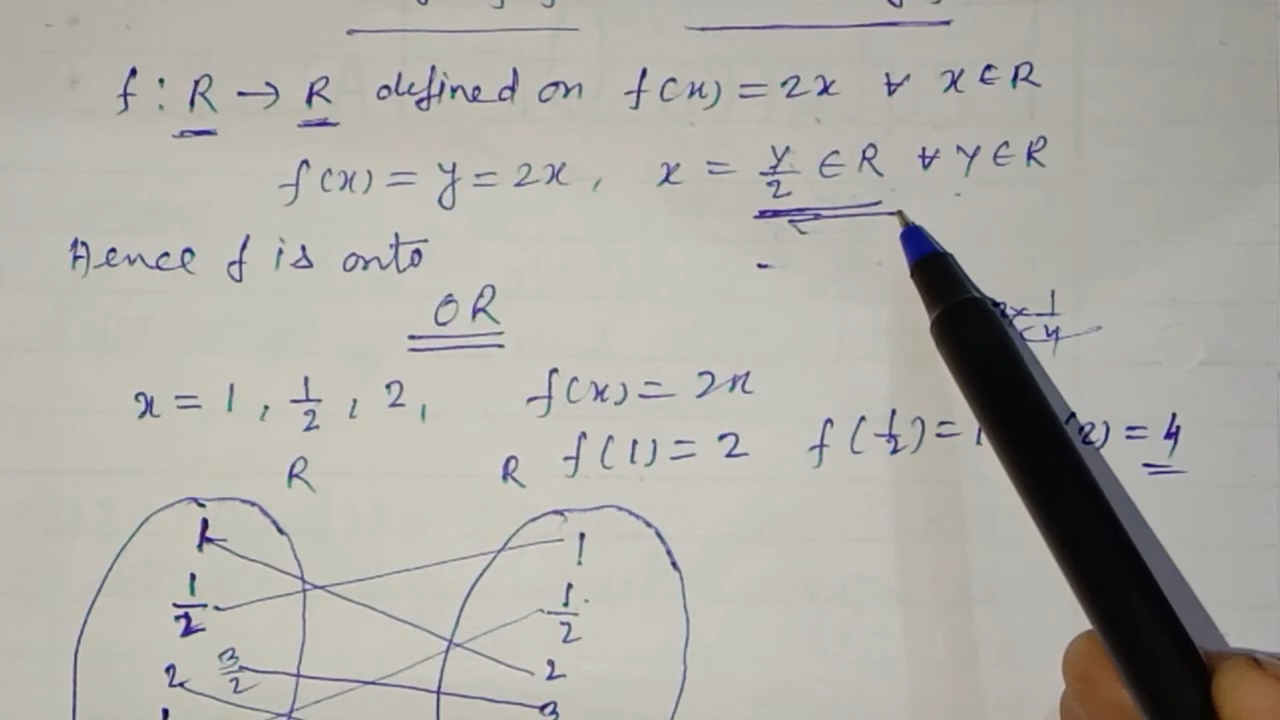 f : R → R defined on f(x) = 2x ∀ x ∈ R
f(x) = y = 2x, x = y/2 ∈ R ∀ y ∈ R
Hence f is onto
OR
x = 1, 1/2, 2, f(x) = 2x
f(1) = 2 f(1/2) = 1 2) = 4
R R
1 1
1/2 1/2
2 3/2 2
3